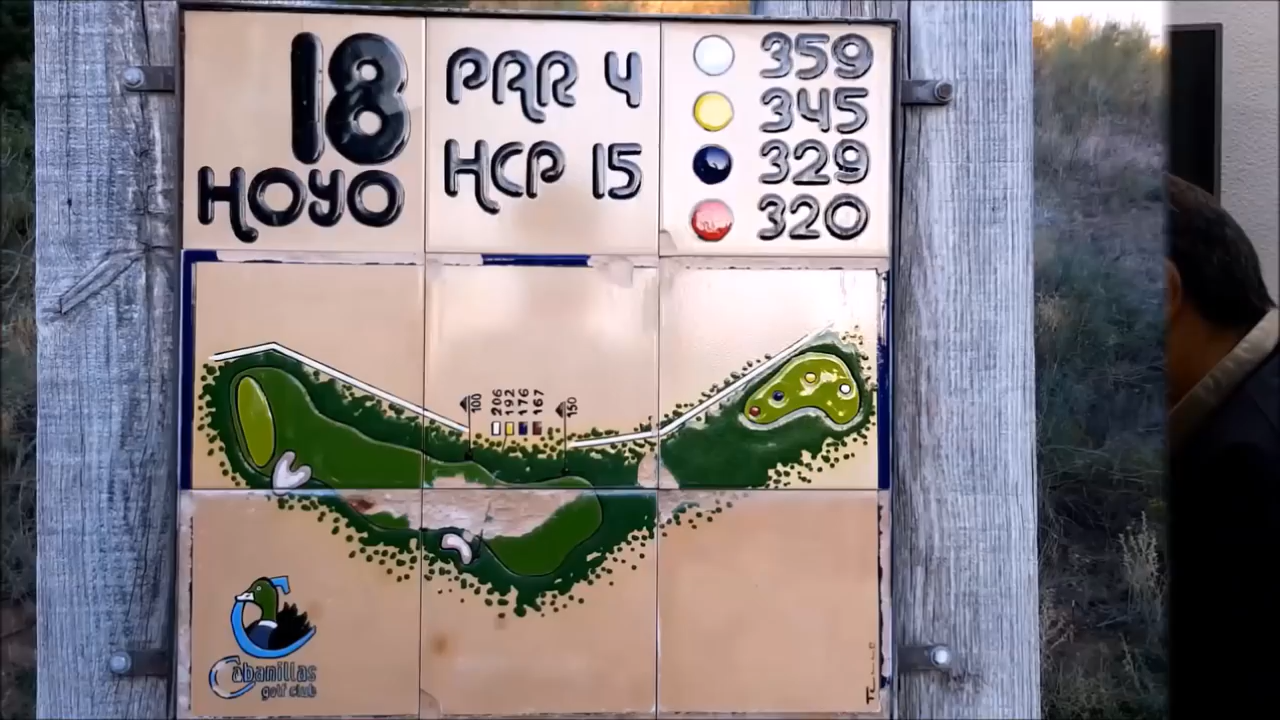 18
HOYO
PAR 4
HCP 15
359
345
329
320
100
206
192
176
167
150
Cabanillas
golf club